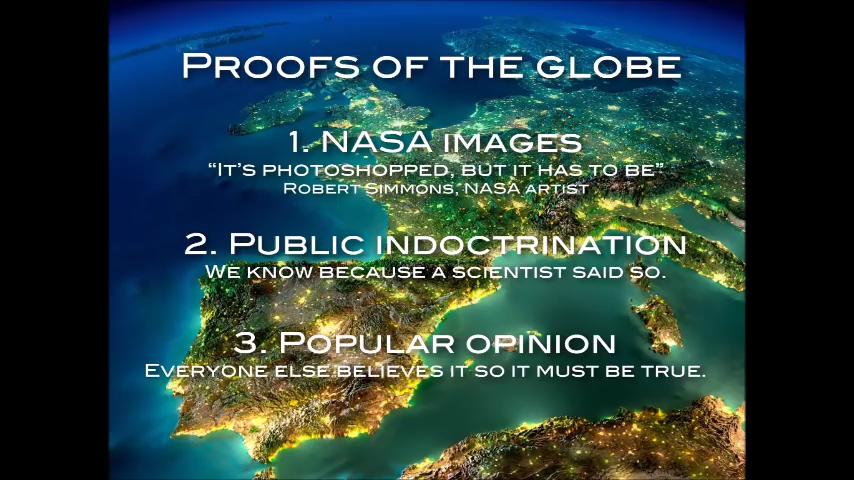 Proofs of the globe
1. NASA images
"It's photoshopped, but it has to be"
Robert Simmons, NASA artist
2. Public indoctrination
We know because a scientist said so.
3. Popular opinion
Everyone else believes it so it must be true.